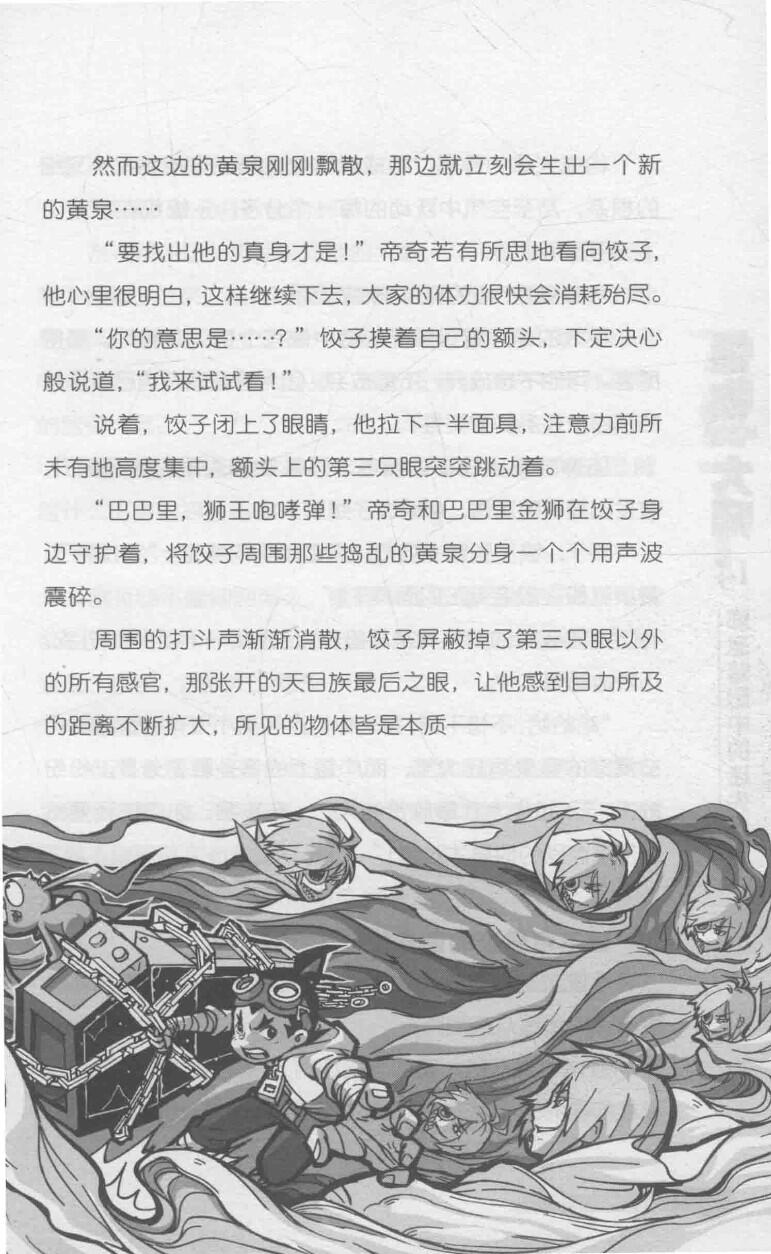 然而这边的黄泉刚刚飘散，那边就立刻会生出一个新
的黄泉……
“要找出他的真身才是！”帝奇若有所思地看向饺子，
他心里很明白，这样继续下去，大家的体力很快会消耗殆尽。
“你的意思是……？”饺子摸着自己的额头，下定决心
般说道，“我来试试看！”
说着，饺子闭上了眼睛，他拉下上半面具，注意力前所
未有地高度集中，额头上的第三只眼突突跳动着。
“巴巴里，狮王咆哮弹！”帝奇和巴巴里金狮在饺子身
边守护着，将饺子周围那些捣乱的黄泉分身一个个用声波
震碎。
周围的打斗声渐渐消散，饺子屏蔽掉了第三只眼以外
的所有感官，那张开的天目族最后之眼，让他感到目力所及
的距离不断扩大，所见的物体皆是本质——